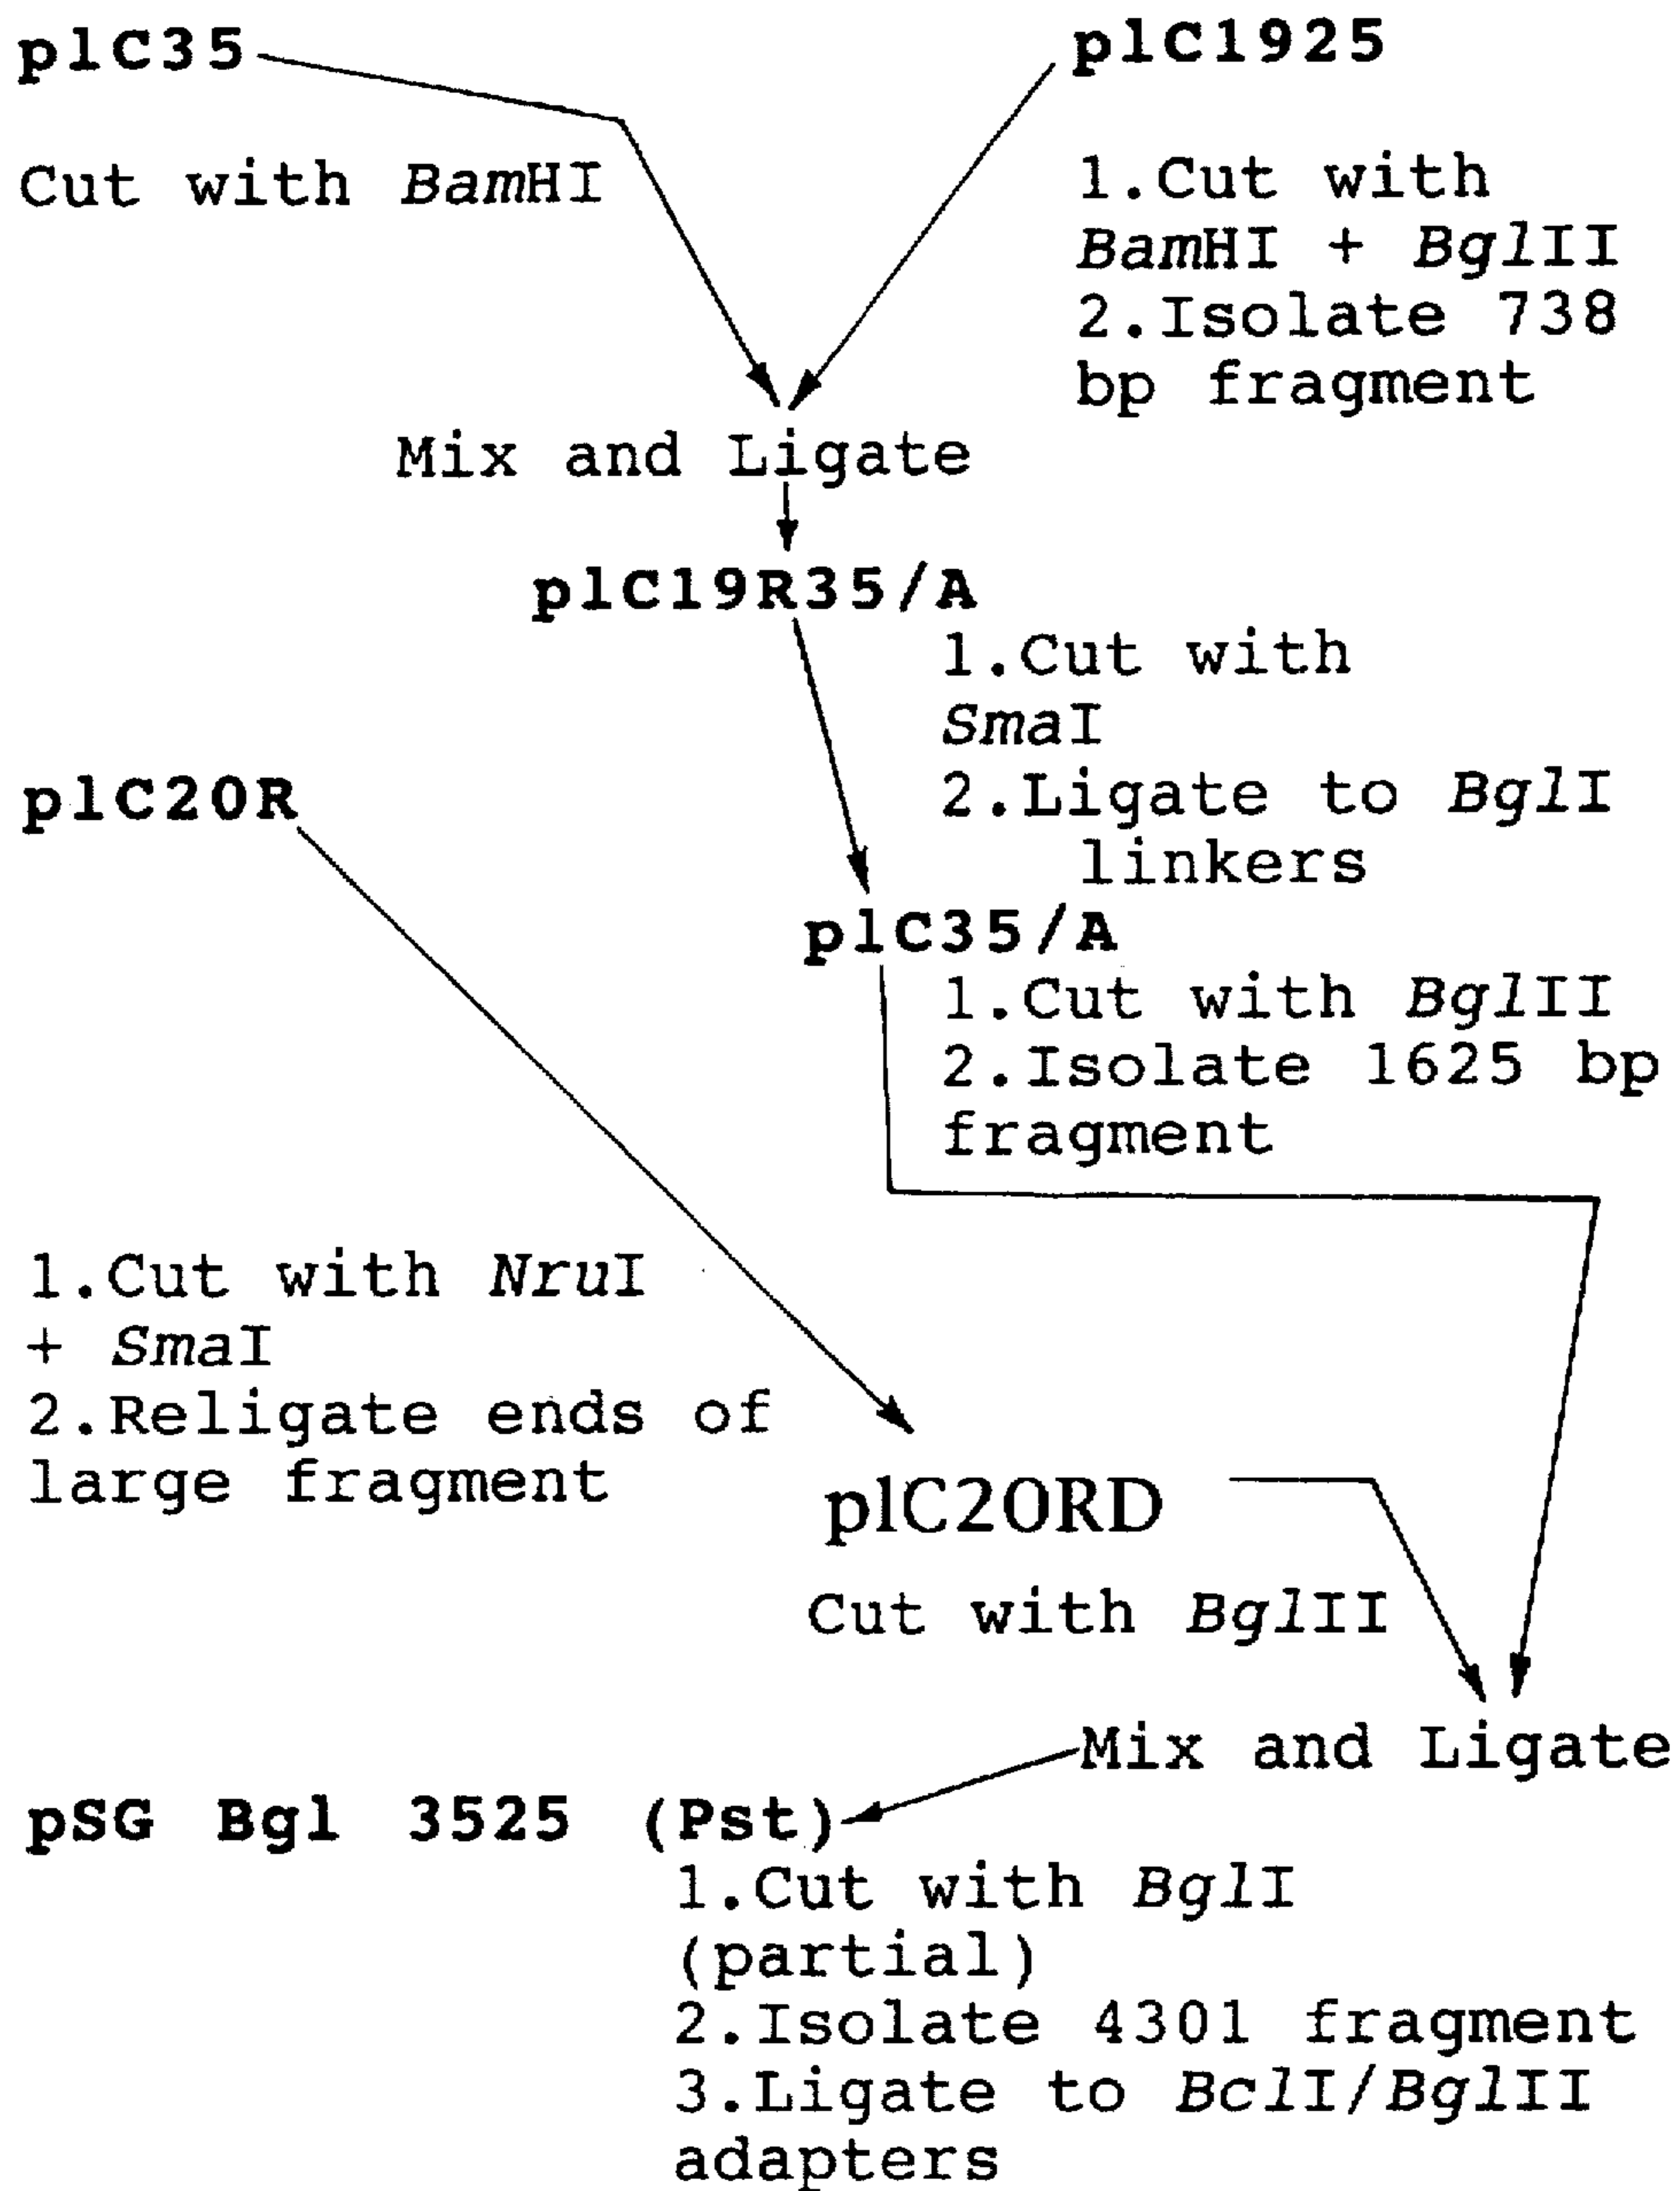 plC35
plC1925
Cut with BamHI
1.Cut with
BamHI + BglII
2.Isolate 738
bp fragment
Mix and Ligate
plC19R35/A
1.Cut with
SmaI
2.Ligate to BglI
linkers
plC20R
plC35/A
1.Cut with BglII
2.Isolate 1625 bp
fragment
1.Cut with NruI
+ SmaI
2.Religate ends of
large fragment
plC20RD
Cut with BglII
Mix and Ligate
pSG Bgl 3525 (Pst)
1.Cut with BglI
(partial)
2.Isolate 4301 fragment
3.Ligate to BclI/BglII
adapters